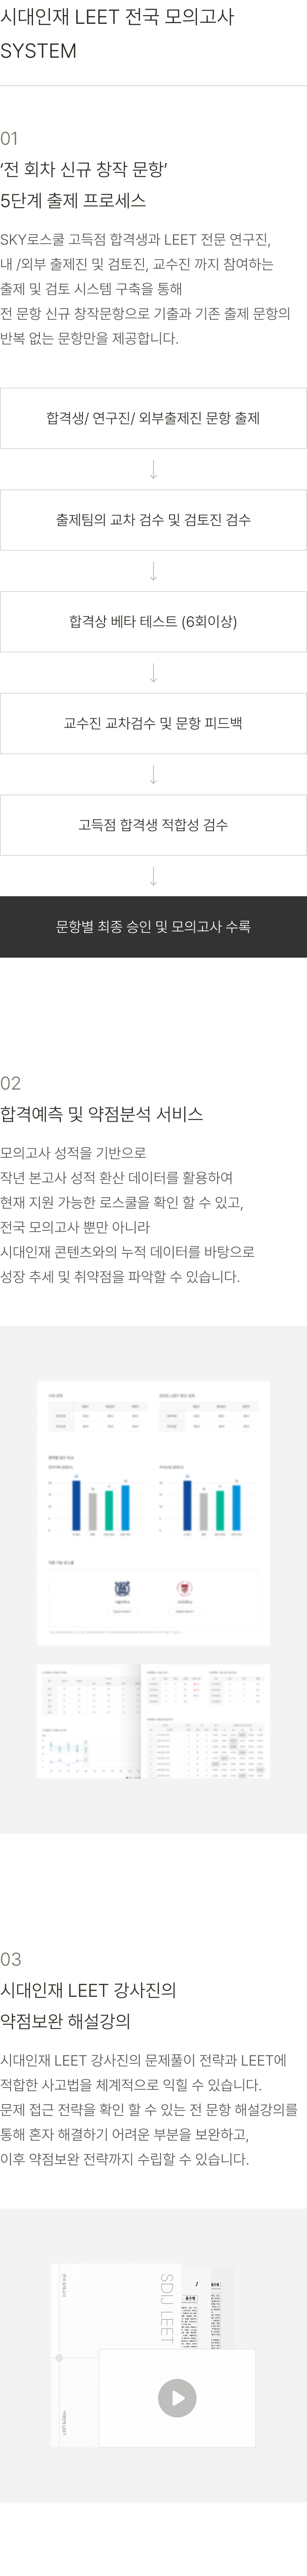 시대인재 LEET 전국 모의고사
SYSTEM
01
‘전 회차 신규 창작 문항’
5단계 출제 프로세스
SKY로스쿨 고득점 합격생과 LEET 전문 연구진,
내 /외부 출제진 및 검토진, 교수진 까지 참여하는
출제 및 검토 시스템 구축을 통해
전 문항 신규 창작문항으로 기출과 기존 출제 문항의
반복 없는 문항만을 제공합니다.
합격생/ 연구진/ 외부출제진 문항 출제
출제팀의 교차 검수 및 검토진 검수
합격상 베타 테스트 (6회이상)
교수진 교차검수 및 문항 피드백
고득점 합격생 적합성 검수
문항별 최종 승인 및 모의고사 수록
02
합격예측 및 약점분석 서비스
모의고사 성적을 기반으로
작년 본고사 성적 환산 데이터를 활용하여
현재 지원 가능한 로스쿨을 확인 할 수 있고,
전국 모의고사 뿐만 아니라
시대인재 콘텐츠와의 누적 데이터를 바탕으로
성장 추세 및 취약점을 파악할 수 있습니다.
03
시대인재 LEET 강사진의
약점보완 해설강의
시대인재 LEET 강사진의 문제풀이 전략과 LEET에
적합한 사고법을 체계적으로 익힐 수 있습니다.
문제 접근 전략을 확인 할 수 있는 전 문항 해설강의를
통해 혼자 해결하기 어려운 부분을 보완하고,
이후 약점보완 전략까지 수립할 수 있습니다.
SDIJ LEET